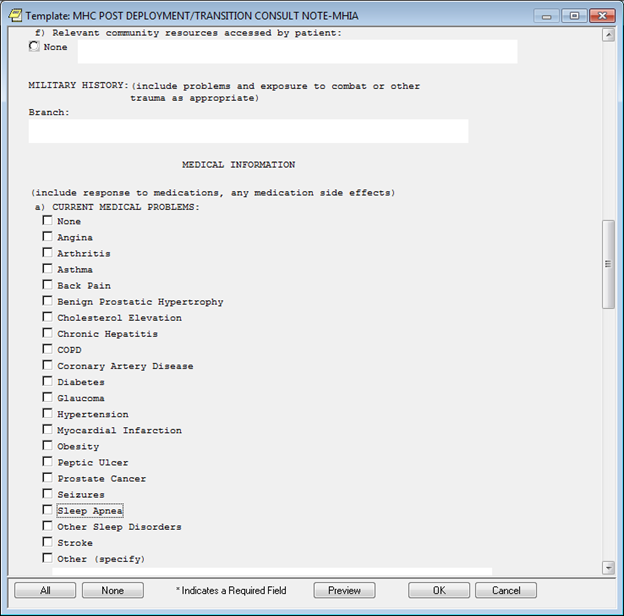 Template: MHC POST DEPLOYMENT/TRANSITION CONSULT NOTE-MHIA
f) Relevant community resources accessed by patient:
None
MILITARY HISTORY:(include problems and exposure to combat or other
trauma as appropriate)
Branch:
MEDICAL INFORMATION
(include response to medications, any medication side effects)
a) CURRENT MEDICAL PROBLEMS:
None
Angina
Arthritis
Asthma
Back Pain
Benign Prostatic Hypertrophy
Cholesterol Elevation
Chronic Hepatitis
COPD
Coronary Artery Disease
Diabetes
Glaucoma
Hypertension
Myocardial Infarction
Obesity
Peptic Ulcer
Prostate Cancer
Seizures
Sleep Apnea
Other Sleep Disorders
Stroke
Other (specify)
All None * Indicates a Required Field Preview OK Cancel